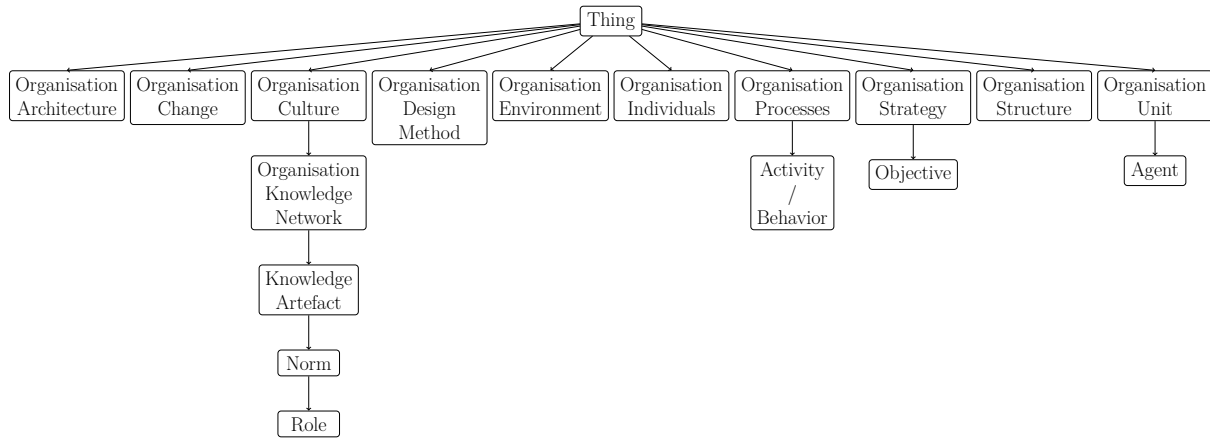 Thing
Organisation
Architecture
Organisation
Change
Organisation
Culture
Organisation
Design
Method
Organisation
Environment
Organisation
Individuals
Organisation
Processes
Organisation
Strategy
Organisation
Structure
Organisation
Unit
Organisation
Knowledge
Network
Activity
/
Behavior
Objective
Agent
Knowledge
Artefact
Norm
Role